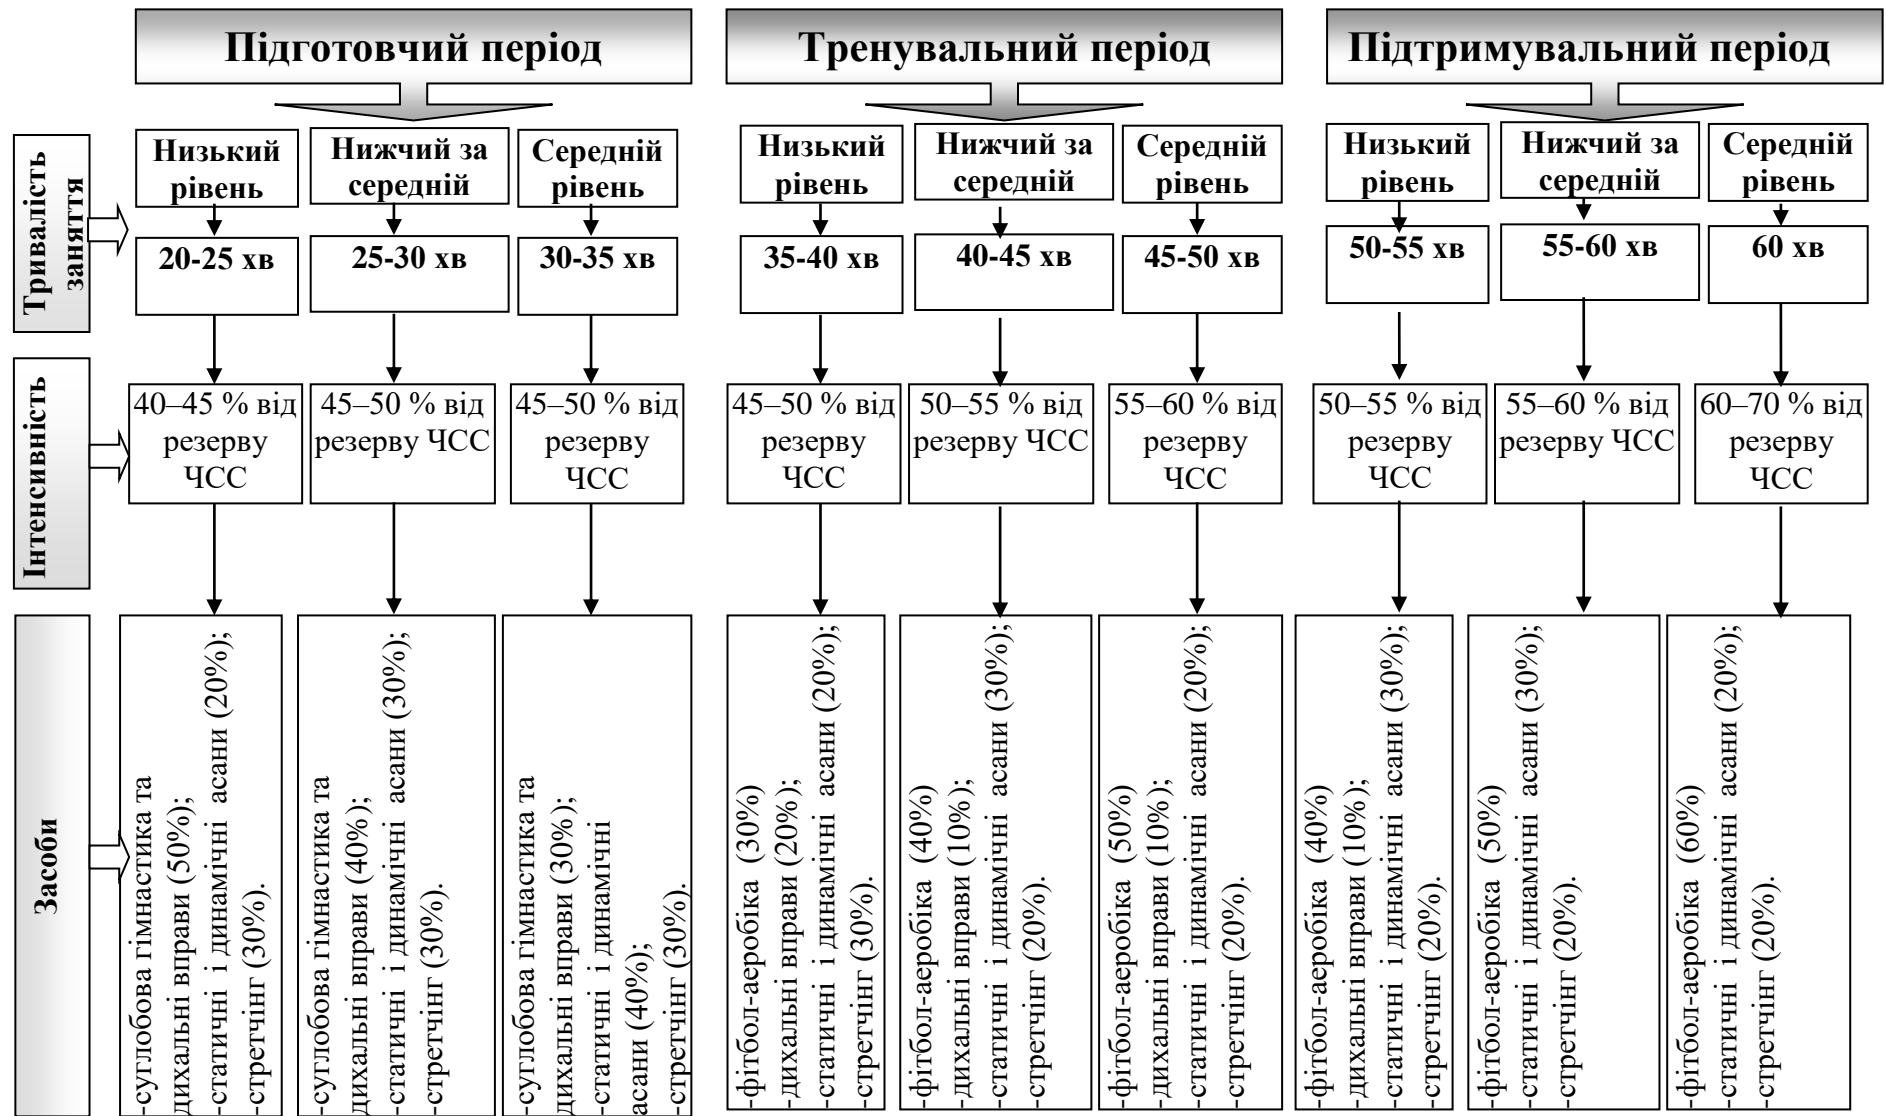 Підготовчий період
Тренувальний період
Підтримувальний період
Тривалість
заняття
Низький
рівень
Нижчий за
середній
Середній
рівень
Низький
рівень
Нижчий за
середній
Середній
рівень
Низький
рівень
Нижчий за
середній
Середній
рівень
20-25 хв
25-30 хв
30-35 хв
35-40 хв
40-45 хв
45-50 хв
50-55 хв
55-60 хв
60 хв
Інтенсивність
40–45 % від
резерву
ЧСС
45–50 % від
резерву ЧСС
45–50 % від
резерву
ЧСС
45–50 % від
резерву
ЧСС
50–55 % від
резерву ЧСС
55–60 % від
резерву
ЧСС
50–55 % від
резерву
ЧСС
55–60 % від
резерву ЧСС
60–70 % від
резерву
ЧСС
Засоби
-суглобова гімнастика та
дихальні вправи (50%);
-статичні і динамічні асани (20%);
-стретчінг (30%).
-суглобова гімнастика та
дихальні вправи (40%);
-статичні і динамічні асани (30%);
-стретчінг (30%).
-суглобова гімнастика та
дихальні вправи (30%);
-статичні і динамічні
асани (40%);
-стретчінг (30%).
-фітбол-аеробіка (30%)
-дихальні вправи (20%);
-статичні і динамічні асани (20%);
-стретчінг (30%).
-фітбол-аеробіка (40%)
-дихальні вправи (10%);
-статичні і динамічні асани (30%);
-стретчінг (20%).
-фітбол-аеробіка (50%)
-дихальні вправи (10%);
-статичні і динамічні асани (20%);
-стретчінг (20%).
-фітбол-аеробіка (40%)
-дихальні вправи (10%);
-статичні і динамічні асани (30%);
-стретчінг (20%).
-фітбол-аеробіка (50%)
-статичні і динамічні асани (30%);
-стретчінг (20%).
-фітбол-аеробіка (60%)
-статичні і динамічні асани (20%);
-стретчінг (20%).